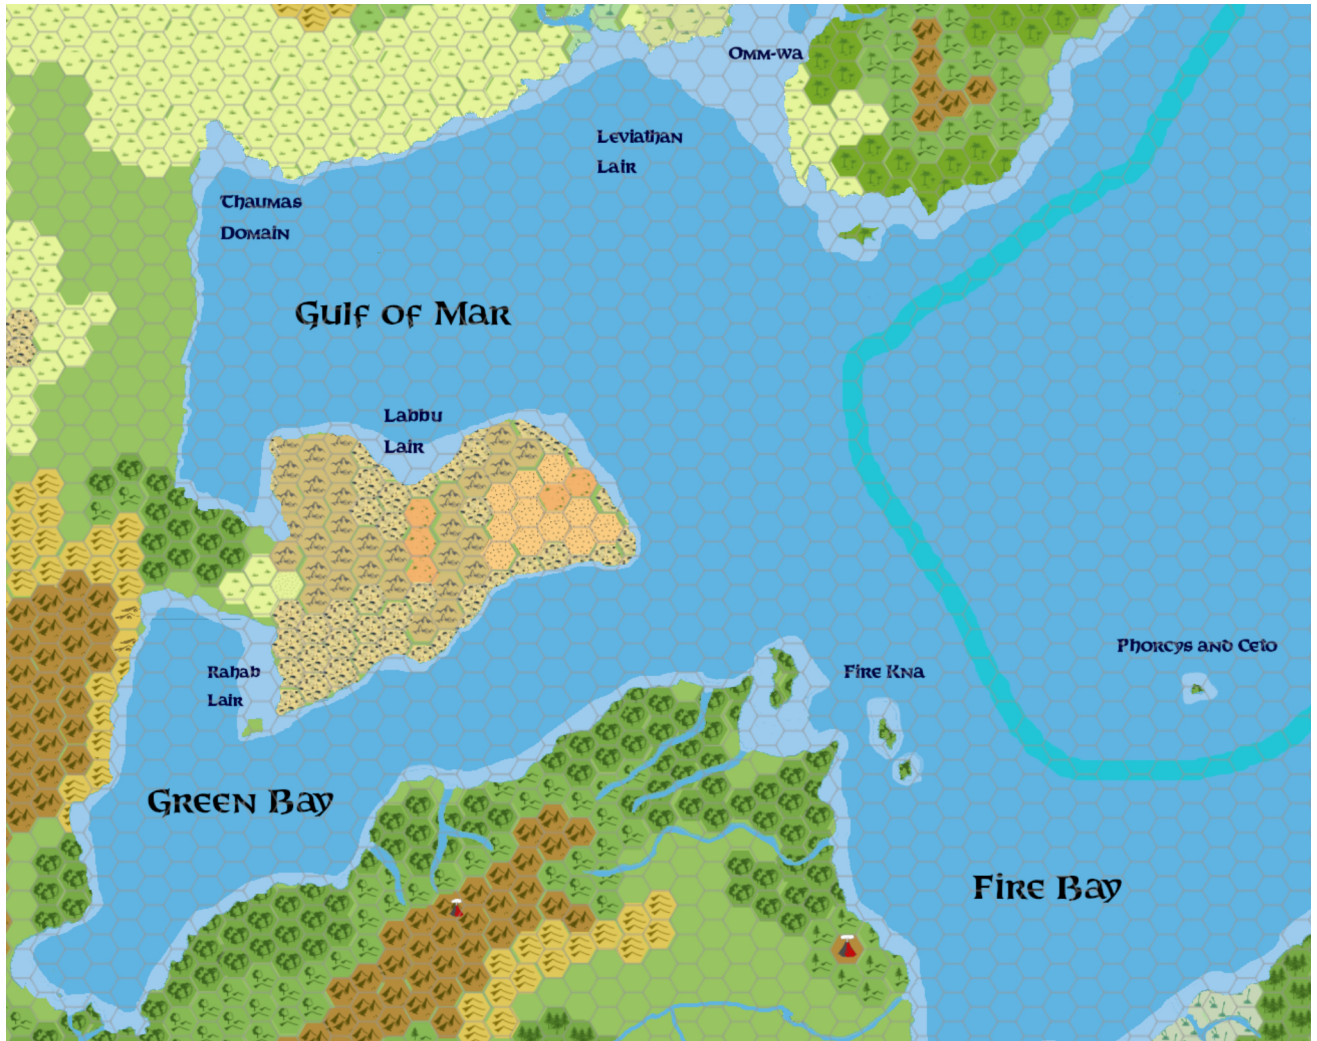 Omm-wa
Leviathan
Lair
Thaumas
Domain
Gulf of Mar
Labbu
Lair
Phorcys and Ceto
Rahab
Lair
Fire Kna
Green Bay
Fire Bay